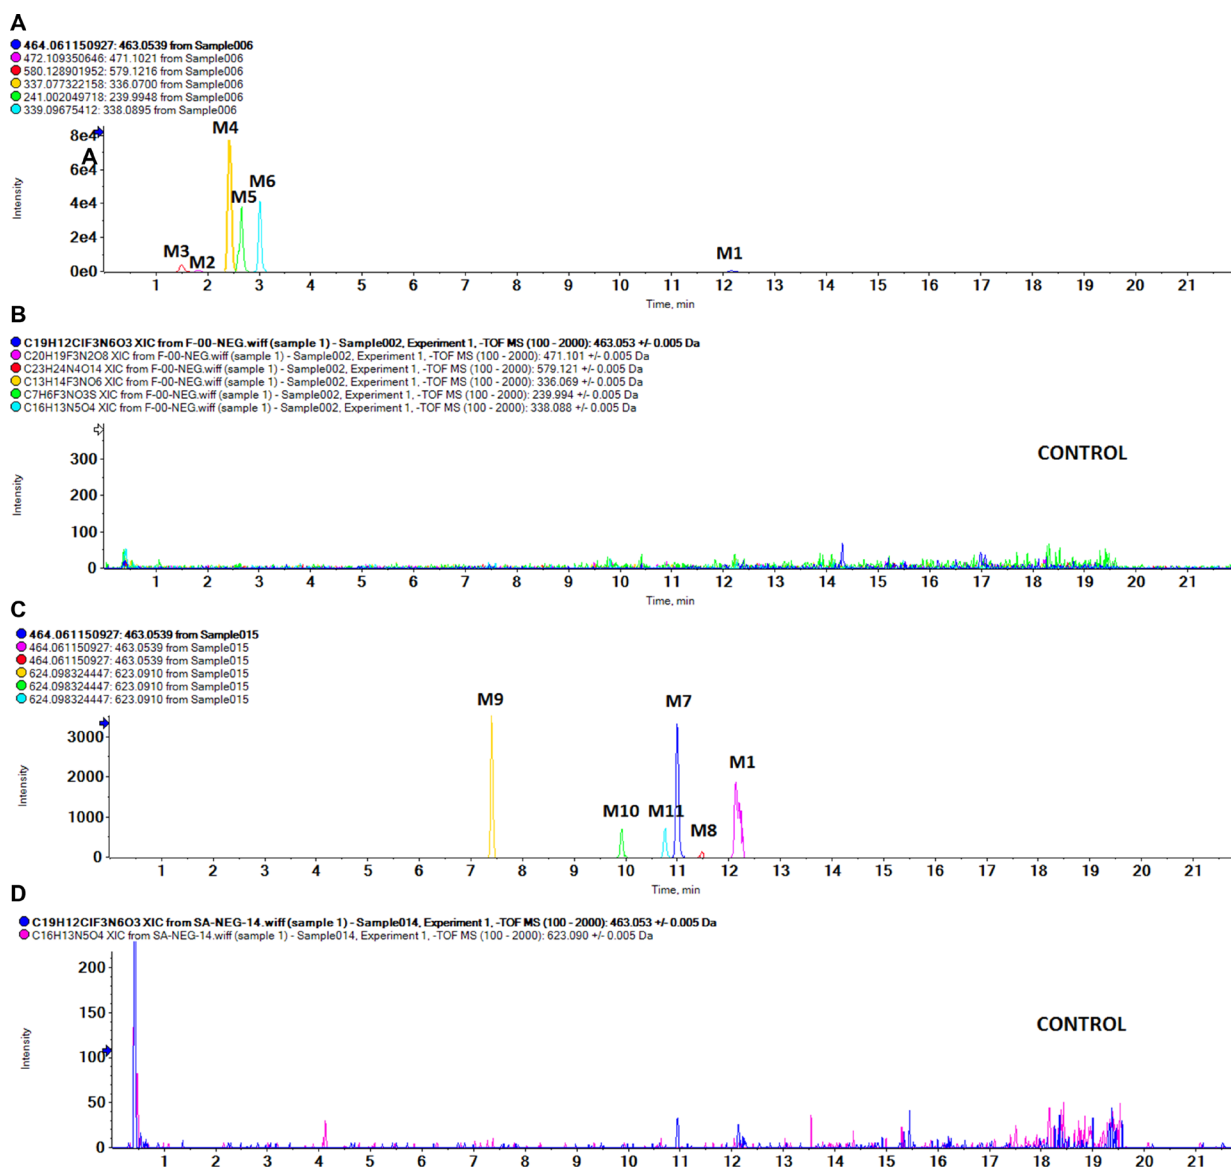 A
464.061150927: 463.0539 from Sample006
472.109350646: 471.1021 from Sample006
580.128901952: 579.1216 from Sample006
337.077322158: 336.0700 from Sample006
241.002049718: 239.9948 from Sample006
339.09675412: 338.0895 from Sample006
M4
8e4
A
6e4
M6
M5
4e4
2e4
M3
M2
M1
0e0
Intensity
1 2 3 4 5 6 7 8 9 10 11 12 13 14 15 16 17 18 19 20 21
Time, min
B
C19H12ClF3N6O3 XIC from F-00-NEG.wiff (sample 1) - Sample002, Experiment 1, -TOF MS (100 - 2000): 463.053 +/- 0.005 Da
C20H19F3N2O8 XIC from F-00-NEG.wiff (sample 1) - Sample002, Experiment 1, -TOF MS (100 - 2000): 471.101 +/- 0.005 Da
C23H24N4O14 XIC from F-00-NEG.wiff (sample 1) - Sample002, Experiment 1, -TOF MS (100 - 2000): 579.121 +/- 0.005 Da
C13H14F3NO6 XIC from F-00-NEG.wiff (sample 1) - Sample002, Experiment 1, -TOF MS (100 - 2000): 336.069 +/- 0.005 Da
C7H6F3NO3S XIC from F-00-NEG.wiff (sample 1) - Sample002, Experiment 1, -TOF MS (100 - 2000): 239.994 +/- 0.005 Da
C16H13N5O4 XIC from F-00-NEG.wiff (sample 1) - Sample002, Experiment 1, -TOF MS (100 - 2000): 338.088 +/- 0.005 Da
CONTROL
300
200
100
0
Intensity
1 2 3 4 5 6 7 8 9 10 11 12 13 14 15 16 17 18 19 20 21
Time, min
C
464.061150927: 463.0539 from Sample015
464.061150927: 463.0539 from Sample015
464.061150927: 463.0539 from Sample015
624.098324447: 623.0910 from Sample015
624.098324447: 623.0910 from Sample015
624.098324447: 623.0910 from Sample015
M9
M7
3000
M1
2000
M10
M11
1000
M8
0
Intensity
1 2 3 4 5 6 7 8 9 10 11 12 13 14 15 16 17 18 19 20 21
Time, min
D
C19H12ClF3N6O3 XIC from SA-NEG-14.wiff (sample 1) - Sample014, Experiment 1, -TOF MS (100 - 2000): 463.053 +/- 0.005 Da
C16H13N5O4 XIC from SA-NEG-14.wiff (sample 1) - Sample014, Experiment 1, -TOF MS (100 - 2000): 623.090 +/- 0.005 Da
200
150
CONTROL
100
50
0
Intensity
1 2 3 4 5 6 7 8 9 10 11 12 13 14 15 16 17 18 19 20 21
Time, min